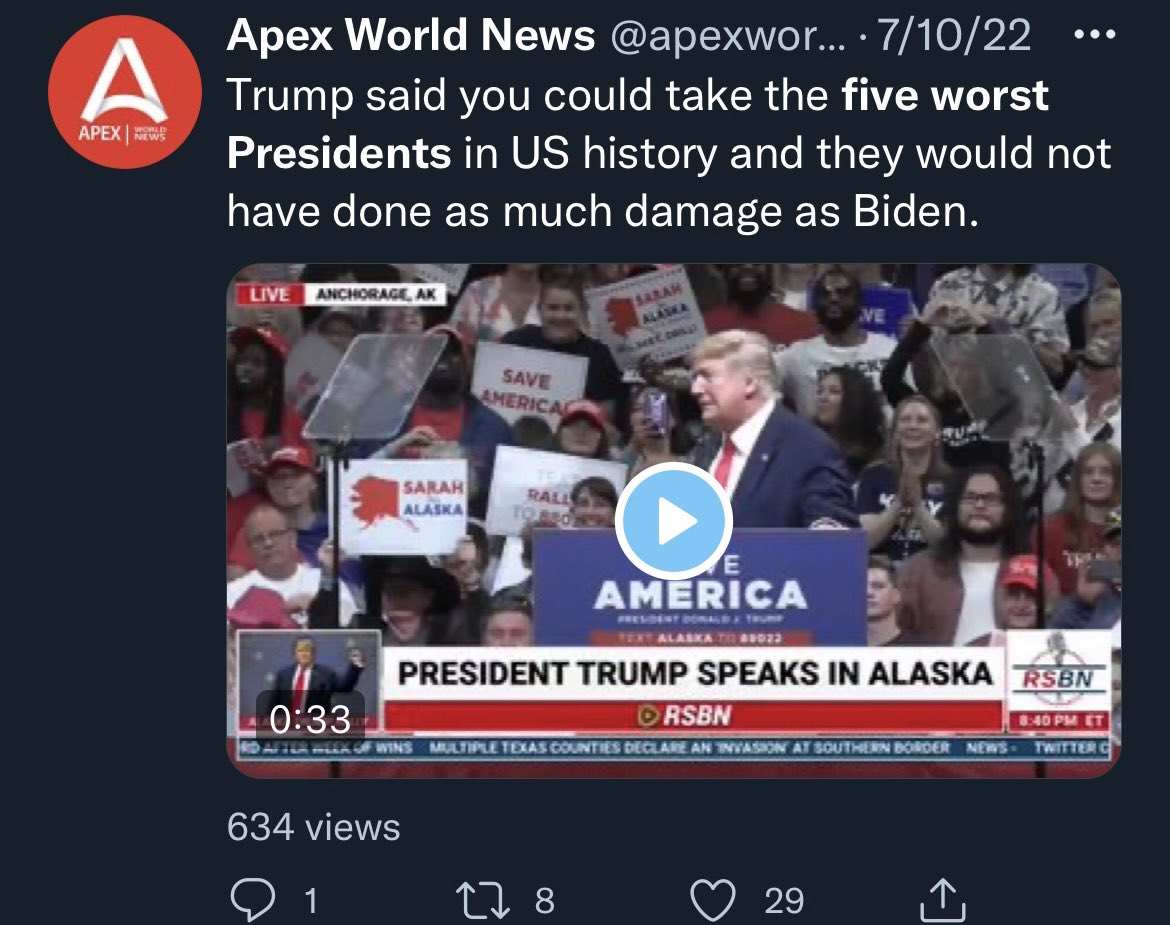 Apex World News @apexwor... · 7/10/22 •••
Trump said you could take the five worst
Presidents in US history and they would not
have done as much damage as Biden.
APEX | WORLD NEWS
LIVE ANCHORAGE, AK
SARAH
ALASKA
SAVE
AMERICA
SARAH
ALASKA
RALLY
TO
AMERICA
PRESIDENT DONALD J. TRUMP
TEXT ALASKA TO 88022
PRESIDENT TRUMP SPEAKS IN ALASKA
RSBN
RSBN
8:40 PM ET
0:33
RD AFTER WEEK OF WINS MULTIPLE TEXAS COUNTIES DECLARE AN 'INVASION' AT SOUTHERN BORDER NEWS - TWITTER C
634 views
1 8 29